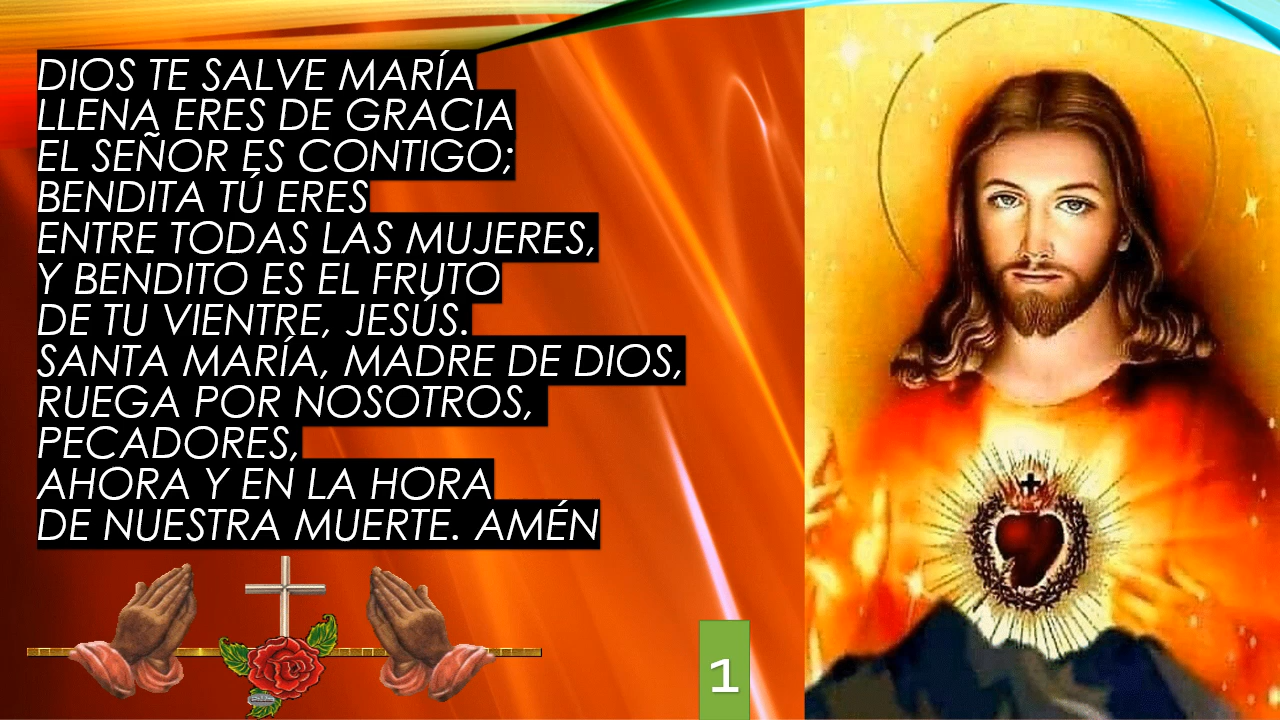 DIOS TE SALVE MARÍA
LLENA ERES DE GRACIA
EL SEÑOR ES CONTIGO;
BENDITA TÚ ERES
ENTRE TODAS LAS MUJERES,
Y BENDITO ES EL FRUTO
DE TU VIENTRE, JESÚS.
SANTA MARÍA, MADRE DE DIOS,
RUEGA POR NOSOTROS,
PECADORES,
AHORA Y EN LA HORA
DE NUESTRA MUERTE. AMÉN
1